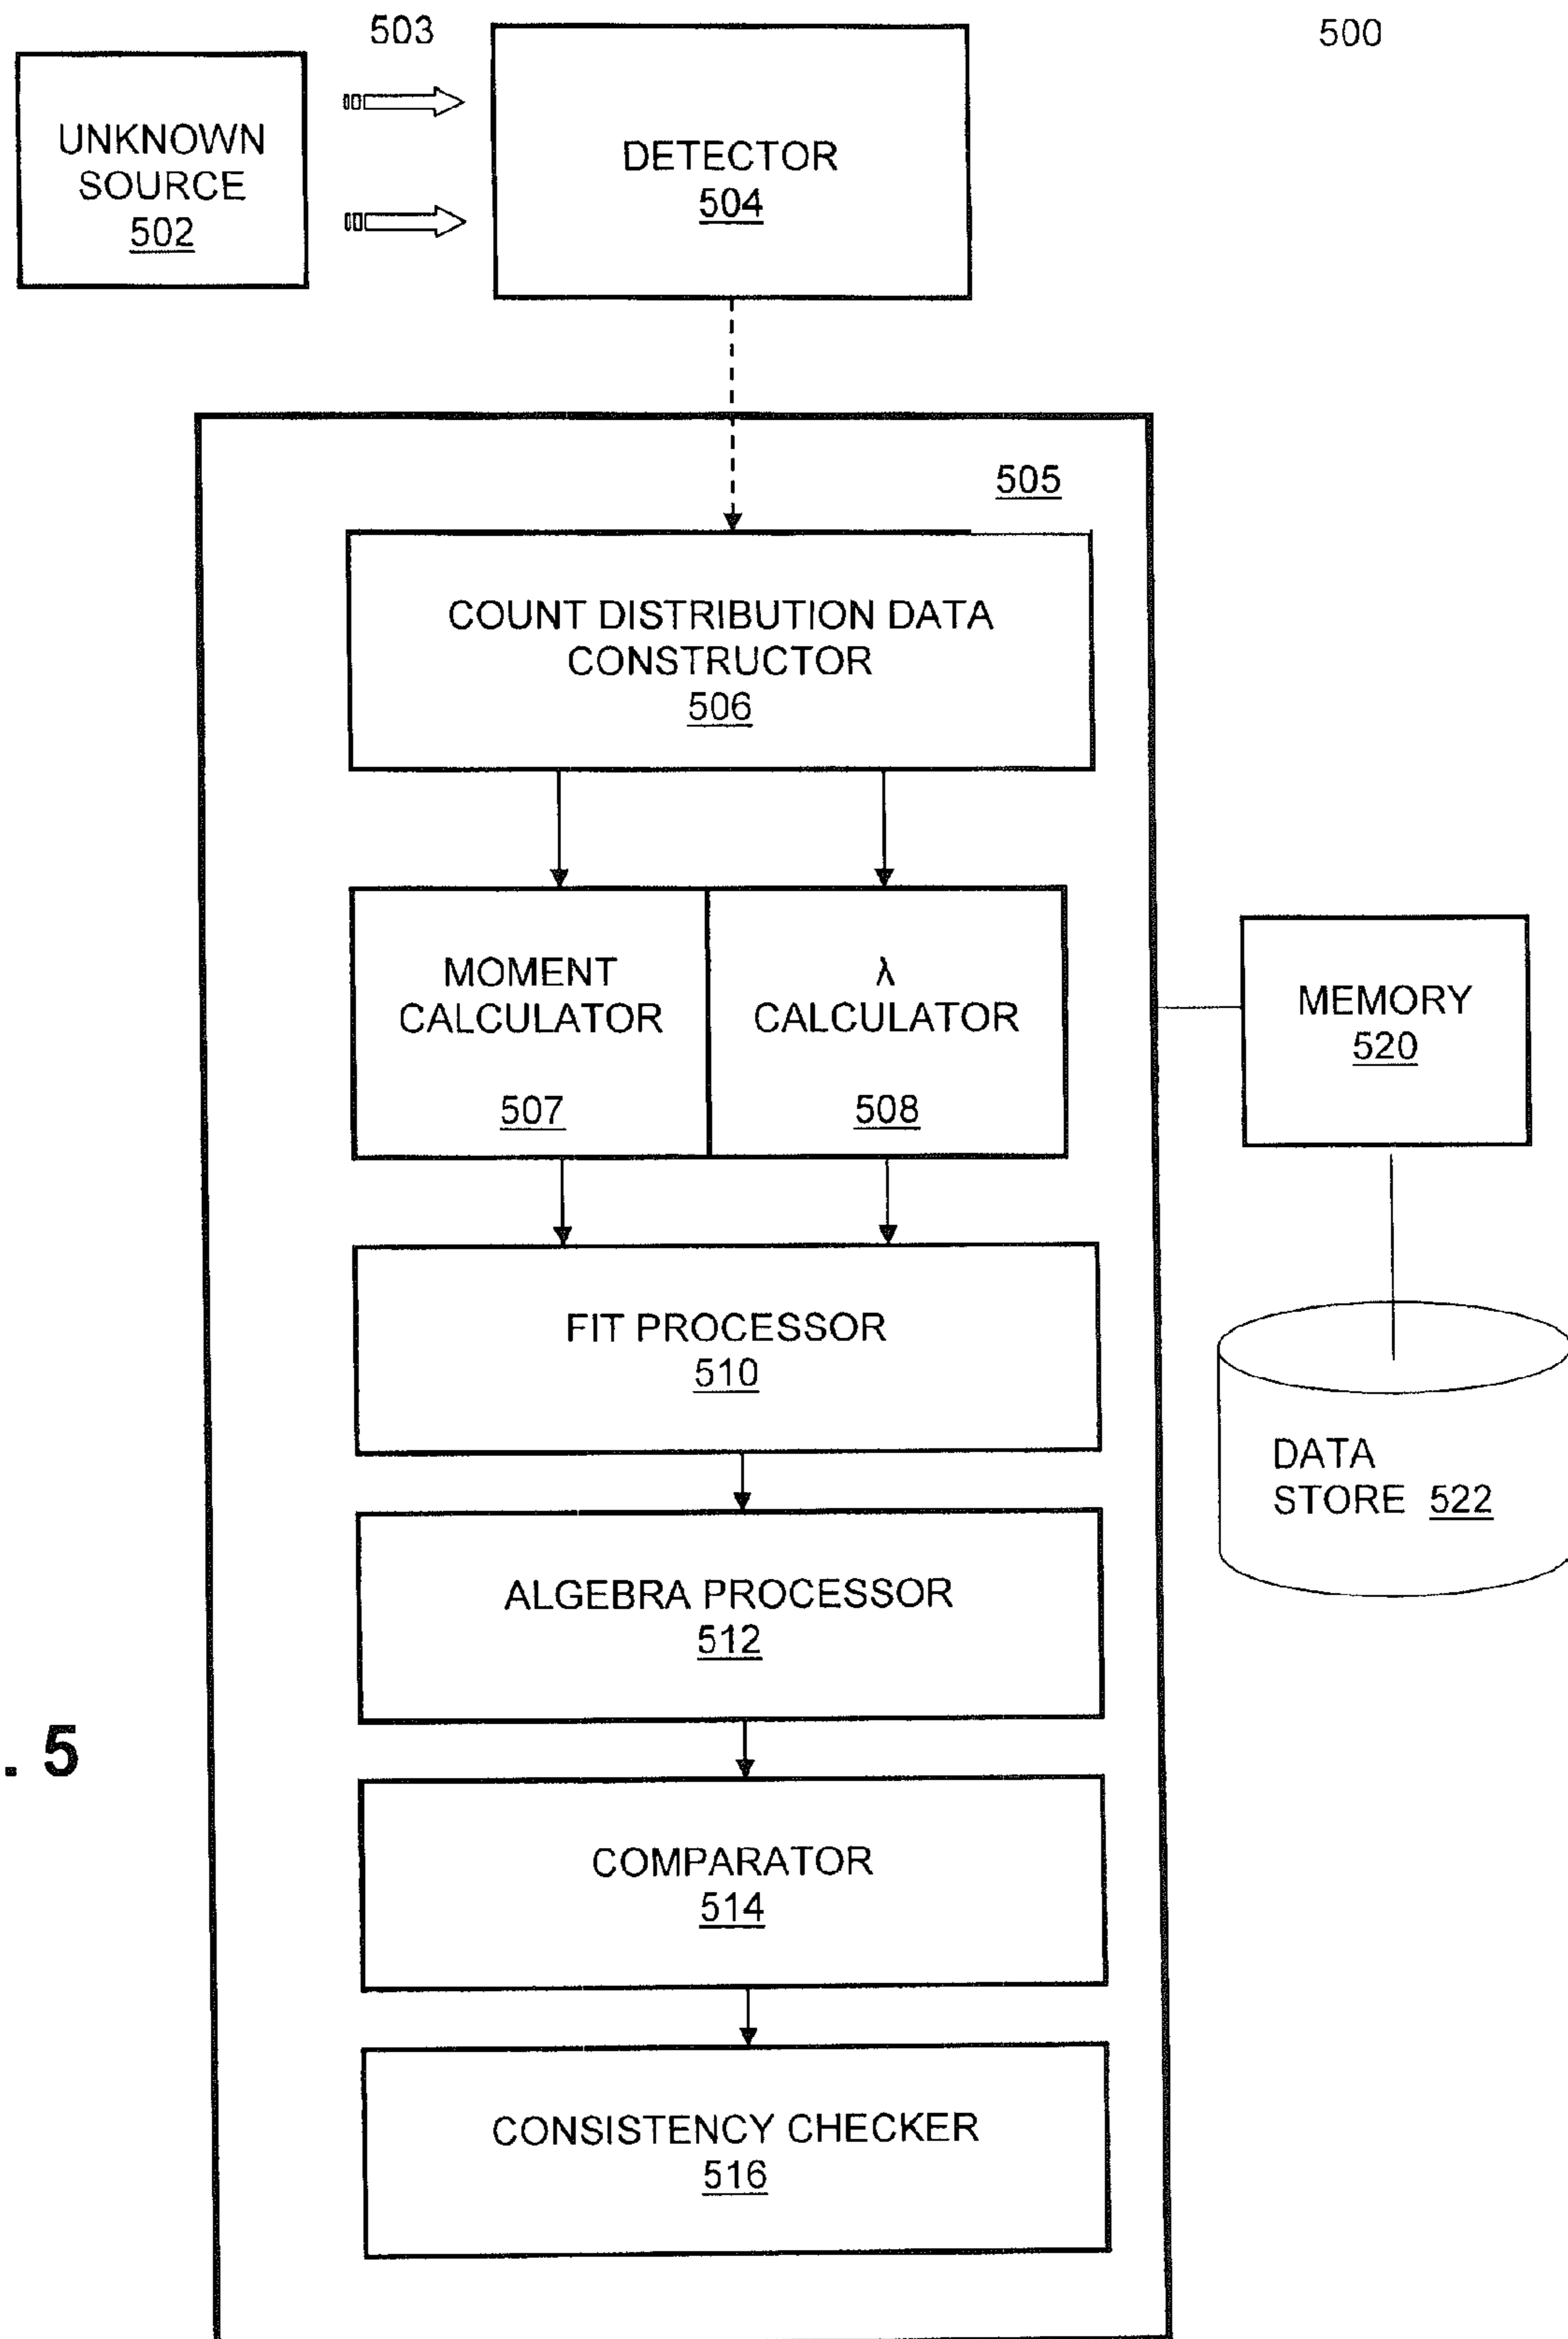 503
500
UNKNOWN
SOURCE
502
DETECTOR
504
505
COUNT DISTRIBUTION DATA
CONSTRUCTOR
506
MOMENT
CALCULATOR
507
λ
CALCULATOR
508
MEMORY
520
FIT PROCESSOR
510
DATA
STORE 522
ALGEBRA PROCESSOR
512
. 5
COMPARATOR
514
CONSISTENCY CHECKER
516